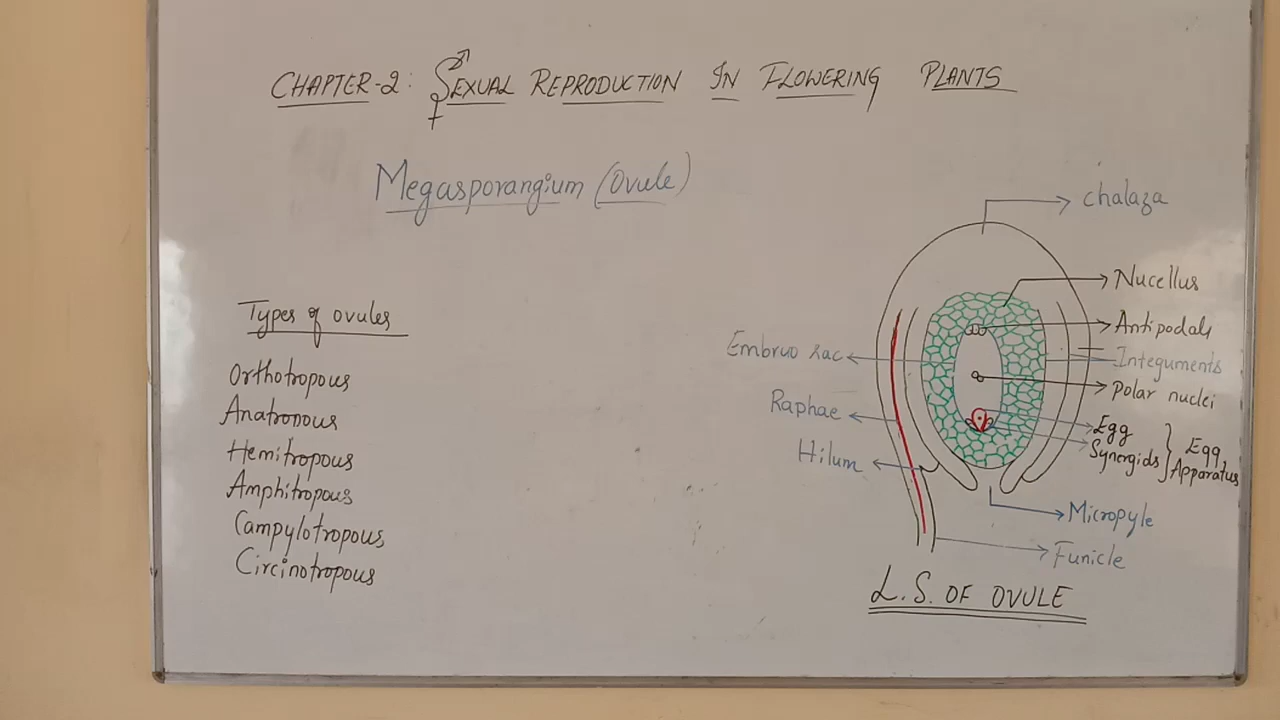 CHAPTER-2: SEXUAL REPRODUCTION IN FLOWERING PLANTS
Megasporangium (Ovule)
Types of ovules
Orthotropous
Anatropous
Hemitropous
Amphitropous
Campylotropous
Circinotropous
chalaza
Nucellus
Antipodals
Embryo sac
Integuments
Polar nuclei
Raphae
Egg
Synergids
Egg Apparatus
Hilum
Micropyle
Funicle
L.S. OF OVULE